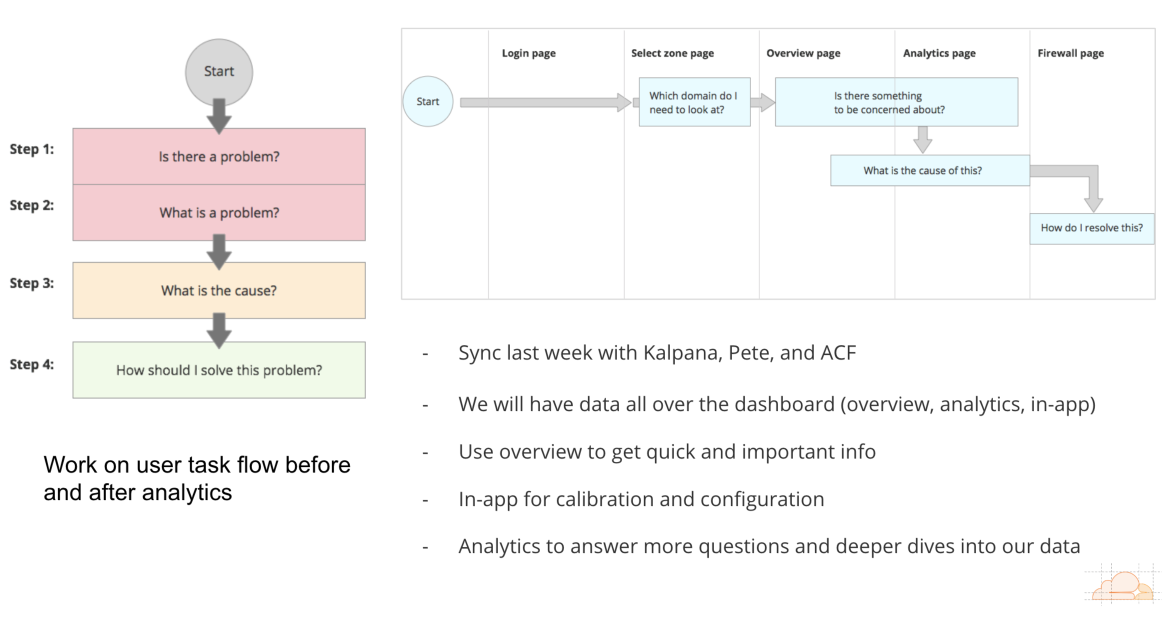 Start
Step 1:
Is there a problem?
Step 2:
What is a problem?
Step 3:
What is the cause?
Step 4:
How should I solve this problem?
Work on user task flow before
and after analytics
Login page
Select zone page
Overview page
Analytics page
Firewall page
Start
Which domain do I
need to look at?
Is there something
to be concerned about?
What is the cause of this?
How do I resolve this?
- Sync last week with Kalpana, Pete, and ACF
- We will have data all over the dashboard (overview, analytics, in-app)
- Use overview to get quick and important info
- In-app for calibration and configuration
- Analytics to answer more questions and deeper dives into our data